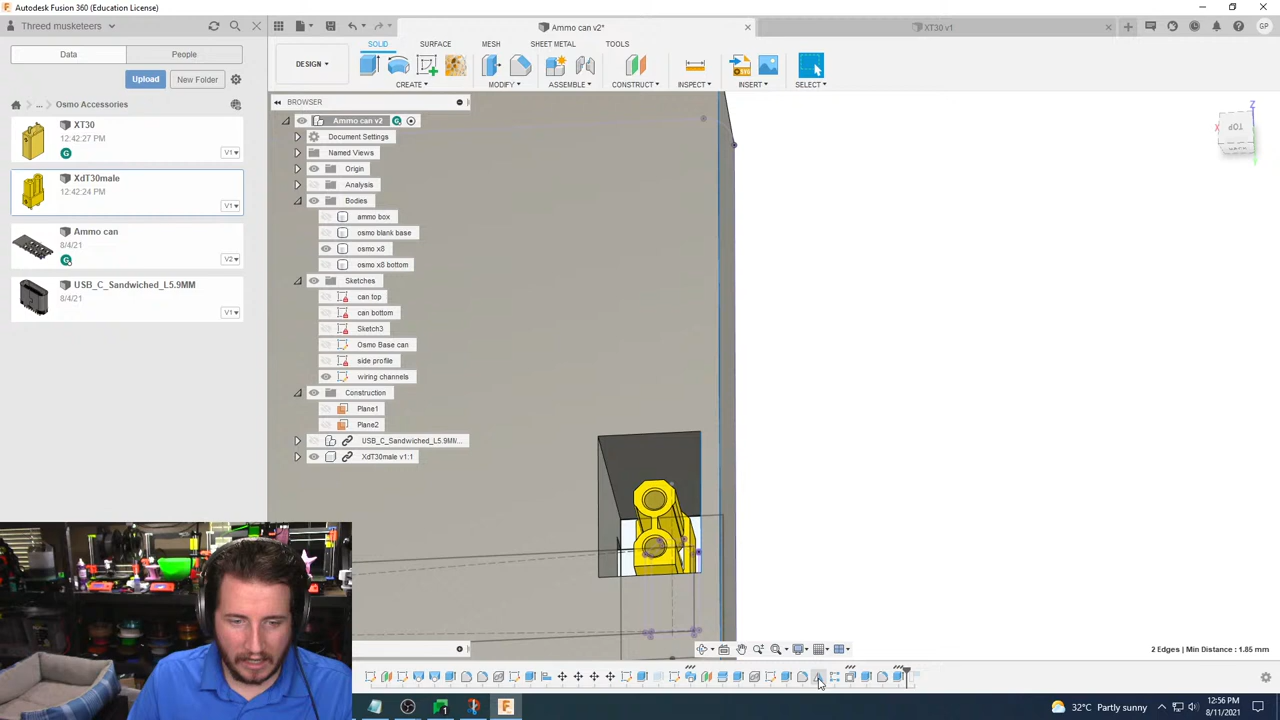 Autodesk Fusion 360 (Education License)
Threed musketeers
Ammo can v2*
XT30 v1
GP
Data
People
Upload
New Folder
... Osmo Accessories
XT30
12:42:27 PM
V1
XdT30male
12:42:24 PM
V1
Ammo can
8/4/21
V2
USB_C_Sandwiched_L5.9MM
8/4/21
V1
DESIGN
SOLID
SURFACE
MESH
SHEET METAL
TOOLS
CREATE
MODIFY
ASSEMBLE
CONSTRUCT
INSPECT
INSERT
SELECT
BROWSER
Ammo can v2
Document Settings
Named Views
Origin
Analysis
Bodies
ammo box
osmo blank base
osmo x8
osmo x8 bottom
Sketches
can top
can bottom
Sketch3
Osmo Base can
side profile
wiring channels
Construction
Plane1
Plane2
USB_C_Sandwiched_L5.9M/...
XdT30male v1:1
Z
X
TOP
2 Edges | Min Distance : 1.85 mm
32°C Partly sunny
12:56 PM
8/11/2021